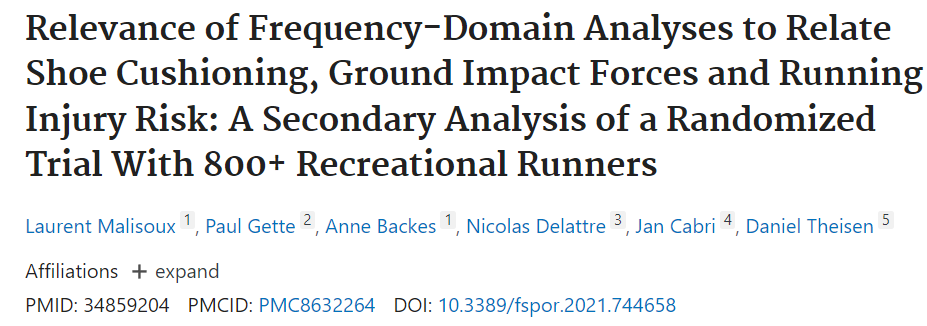 Relevance of Frequency-Domain Analyses to Relate
Shoe Cushioning, Ground Impact Forces and Running
Injury Risk: A Secondary Analysis of a Randomized
Trial With 800+ Recreational Runners
Laurent Malisoux 1, Paul Gette 2, Anne Backes 1, Nicolas Delattre 3, Jan Cabri 4, Daniel Theisen 5
Affiliations + expand
PMID: 34859204 PMCID: PMC8632264 DOI: 10.3389/fspor.2021.744658